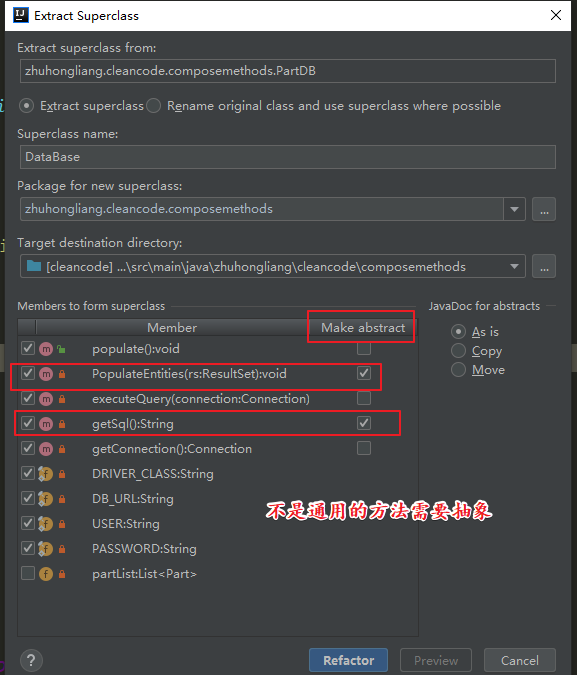 IJ
Extract Superclass
Extract superclass from:
zhuhongliang.cleancode.composemethods.PartDB
Extract superclass
Rename original class and use superclass where possible
Superclass name:
DataBase
Package for new superclass:
zhuhongliang.cleancode.composemethods
...
Target destination directory:
[cleancode] ...\src\main\java\zhuhongliang\cleancode\composemethods
...
Members to form superclass
JavaDoc for abstracts
Member
Make abstract
As is
Copy
Move
m populate():void
m PopulateEntities(rs:ResultSet):void
m executeQuery(connection:Connection)
m getSql():String
m getConnection():Connection
f DRIVER_CLASS:String
f DB_URL:String
f USER:String
f PASSWORD:String
f partList:List<Part>
不是通用的方法需要抽象
?
Refactor
Preview
Cancel